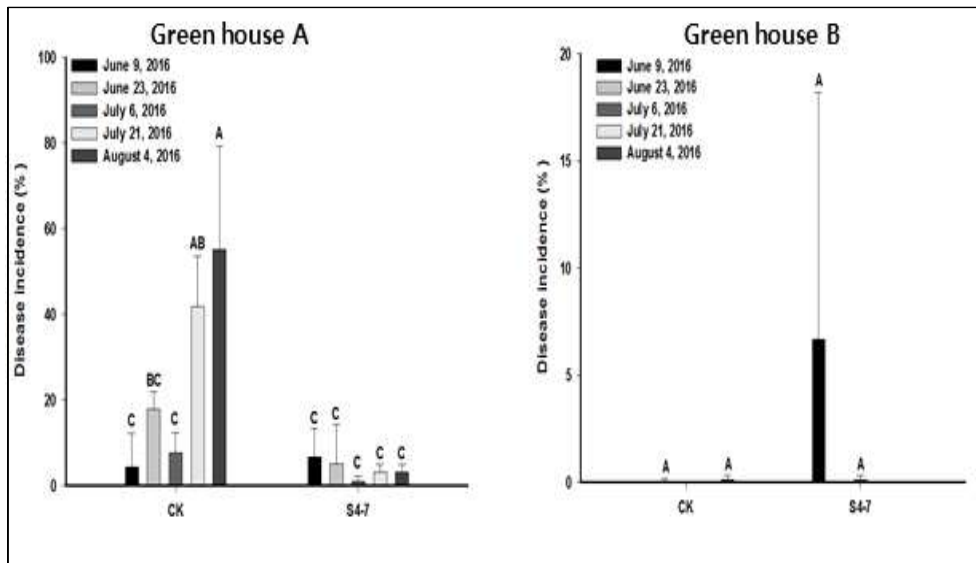 Green house A
100
80
60
40
20
0
Disease incidence (%)
June 9, 2016
June 23, 2016
July 6, 2016
July 21, 2016
August 4, 2016
C
BC
C
AB
A
C
C
C
C
C
CK
S4-7
Green house B
20
15
10
5
0
Disease incidence (%)
June 9, 2016
June 23, 2016
July 6, 2016
July 21, 2016
August 4, 2016
A
A
A
A
CK
S4-7